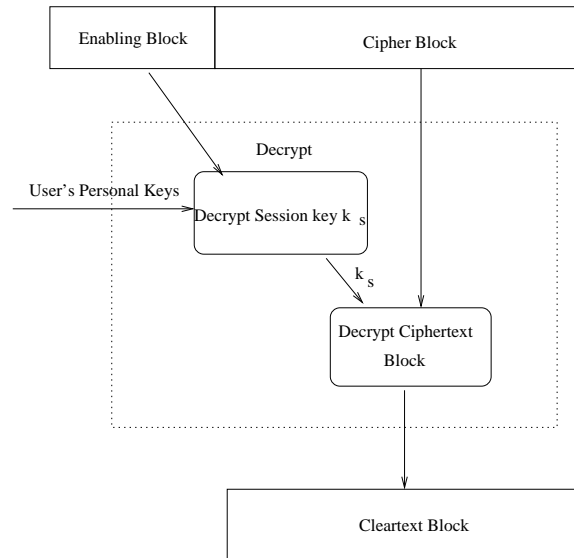 Enabling Block
Cipher Block
Decrypt
User's Personal Keys
Decrypt Session key k s
k s
Decrypt Ciphertext
Block
Cleartext Block